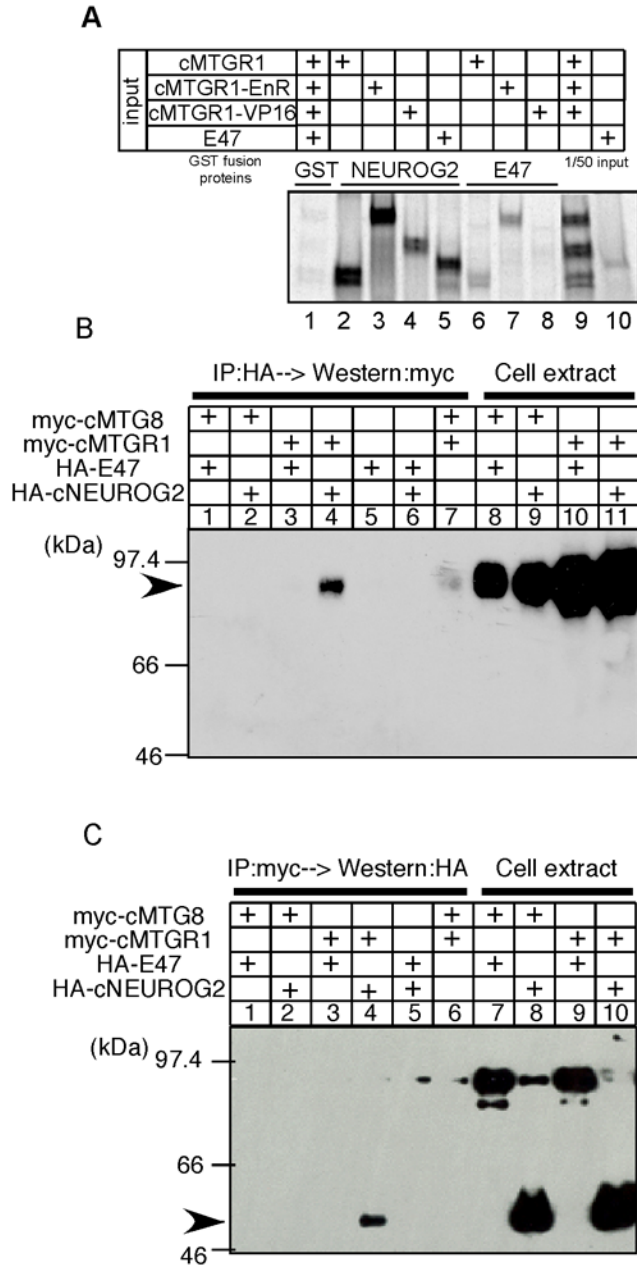 A
input
cMTGR1 + + + +
cMTGR1-EnR + + + +
cMTGR1-VP16 + + + +
E47 + + +
GST fusion
proteins
GST NEUROG2 E47 1/50 input
1 2 3 4 5 6 7 8 9 10
B
IP:HA--> Western:myc Cell extract
myc-cMTG8 + + + + +
myc-cMTGR1 + + + + +
HA-E47 + + + + + +
HA-cNEUROG2 + + + + +
1 2 3 4 5 6 7 8 9 10 11
(kDa)
97.4
66
46
C
IP:myc--> Western:HA Cell extract
myc-cMTG8 + + + + +
myc-cMTGR1 + + + + +
HA-E47 + + + + +
HA-cNEUROG2 + + + + +
1 2 3 4 5 6 7 8 9 10
(kDa)
97.4
66
46